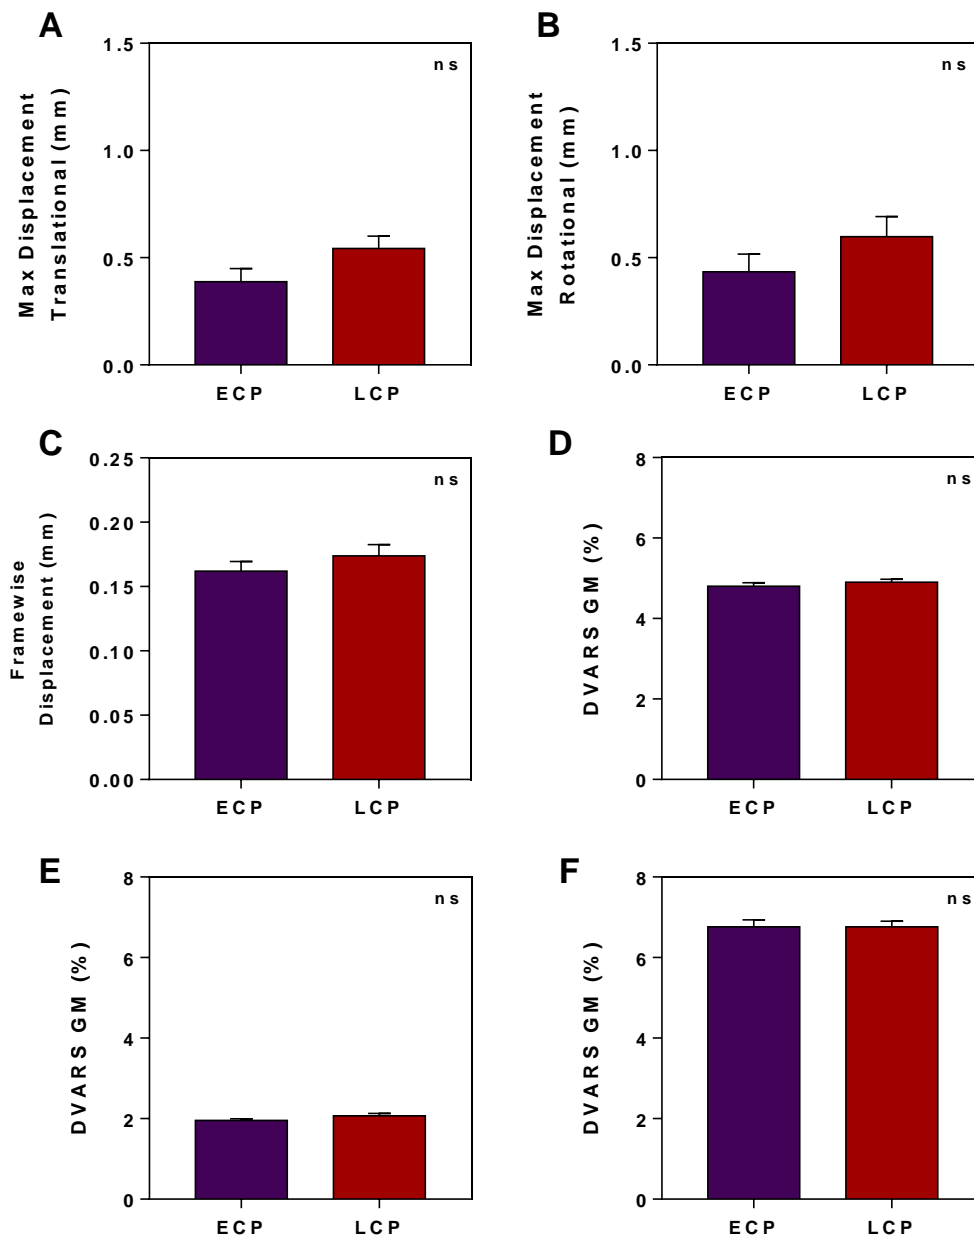 A
Max Displacement
Translational (mm)
1.5
1.0
0.5
0.0
ns
ECP LCP
B
Max Displacement
Rotational (mm)
1.5
1.0
0.5
0.0
ns
ECP LCP
C
Framewise
Displacement (mm)
0.25
0.20
0.15
0.10
0.05
0.00
ns
ECP LCP
D
DVARS GM (%)
8
6
4
2
0
ns
ECP LCP
E
DVARS GM (%)
8
6
4
2
0
ns
ECP LCP
F
DVARS GM (%)
8
6
4
2
0
ns
ECP LCP